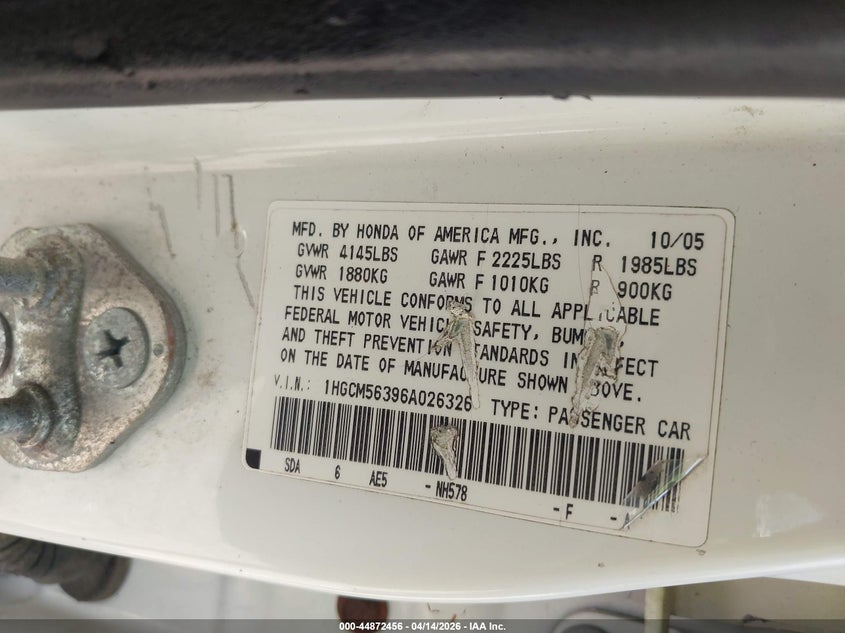 MFD. BY HONDA OF AMERICA MFG., INC. 10/05
GVWR 4145LBS GAWR F 2225LBS R 1985LBS
GVWR 1880KG GAWR F 1010KG R 900KG
THIS VEHICLE CONFORMS TO ALL APPLICABLE
FEDERAL MOTOR VEHICLE SAFETY, BUMPER,
AND THEFT PREVENTION STANDARDS IN EFFECT
ON THE DATE OF MANUFACTURE SHOWN ABOVE.
V.I.N.: 1HGCM56396A026326 TYPE: PASSENGER CAR
SDA 6 AE5 - NH578 - F - A
000-44872456 - 04/14/2026 - IAA Inc.